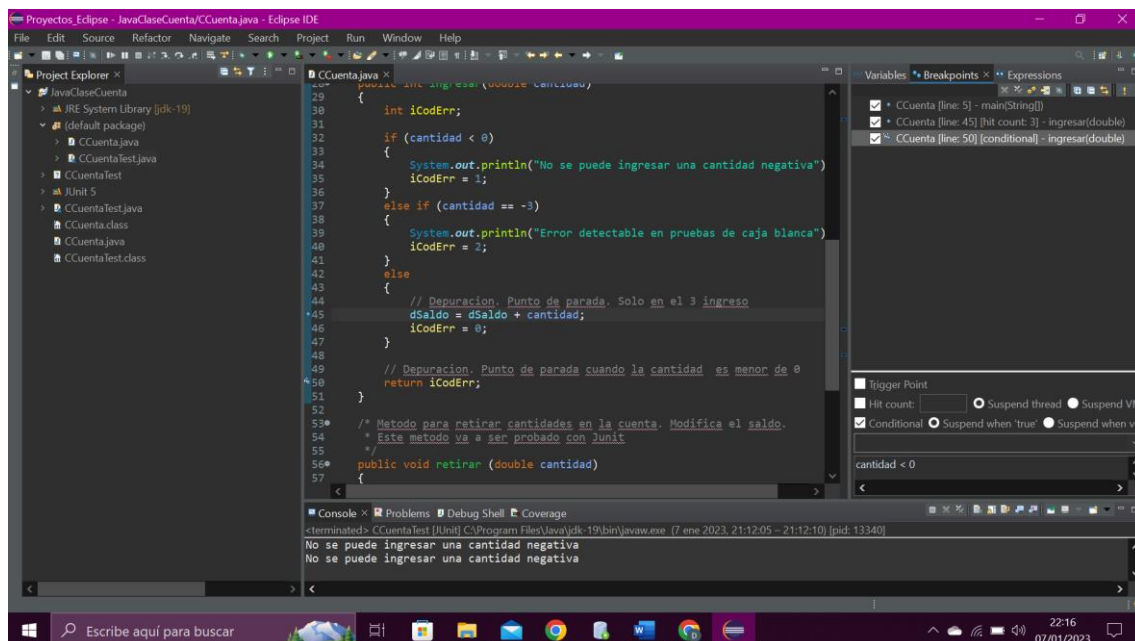 Proyectos_Eclipse - JavaClaseCuenta/CCuenta.java - Eclipse IDE
File Edit Source Refactor Navigate Search Project Run Window Help
Project Explorer
JavaClaseCuenta
JRE System Library [jdk-19]
(default package)
CCuenta.java
CCuentaTest.java
CCuentaTest
JUnit 5
CCuentaTest.java
CCuenta.class
CCuenta.java
CCuentaTest.class
CCuenta.java
28 public int ingresar(double cantidad)
29 {
30 int iCodErr;
31
32 if (cantidad < 0)
33 {
34 System.out.println("No se puede ingresar una cantidad negativa")
35 iCodErr = 1;
36 }
37 else if (cantidad == -3)
38 {
39 System.out.println("Error detectable en pruebas de caja blanca")
40 iCodErr = 2;
41 }
42 else
43 {
44 // Depuracion. Punto de parada. Solo en el 3 ingreso
45 dSaldo = dSaldo + cantidad;
46 iCodErr = 0;
47 }
48
49 // Depuracion. Punto de parada cuando la cantidad es menor de 0
50 return iCodErr;
51 }
52
53 /* Metodo para retirar cantidades en la cuenta. Modifica el saldo.
54 * Este metodo va a ser probado con Junit
55 */
56 public void retirar (double cantidad)
57 {
Variables Breakpoints Expressions
CCuenta [line: 5] - main(String[])
CCuenta [line: 45] [hit count: 3] - ingresar(double)
CCuenta [line: 50] [conditional] - ingresar(double)
Trigger Point
Hit count: Suspend thread Suspend VM
Conditional Suspend when 'true' Suspend when v
cantidad < 0
Console Problems Debug Shell Coverage
<terminated> CCuentaTest [JUnit] C:\Program Files\Java\jdk-19\bin\javaw.exe (7 ene 2023, 21:12:05 – 21:12:10) [pid: 13340]
No se puede ingresar una cantidad negativa
No se puede ingresar una cantidad negativa
Escribe aquí para buscar
22:16
07/01/2023